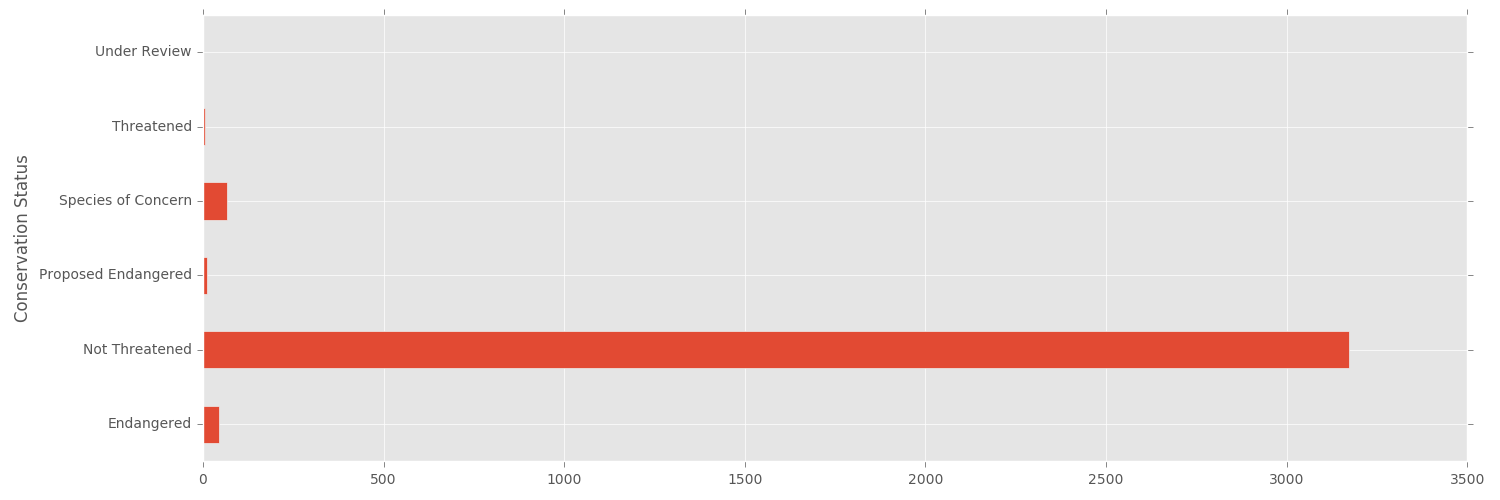 Conservation Status
Under Review
Threatened
Species of Concern
Proposed Endangered
Not Threatened
Endangered
0 500 1000 1500 2000 2500 3000 3500